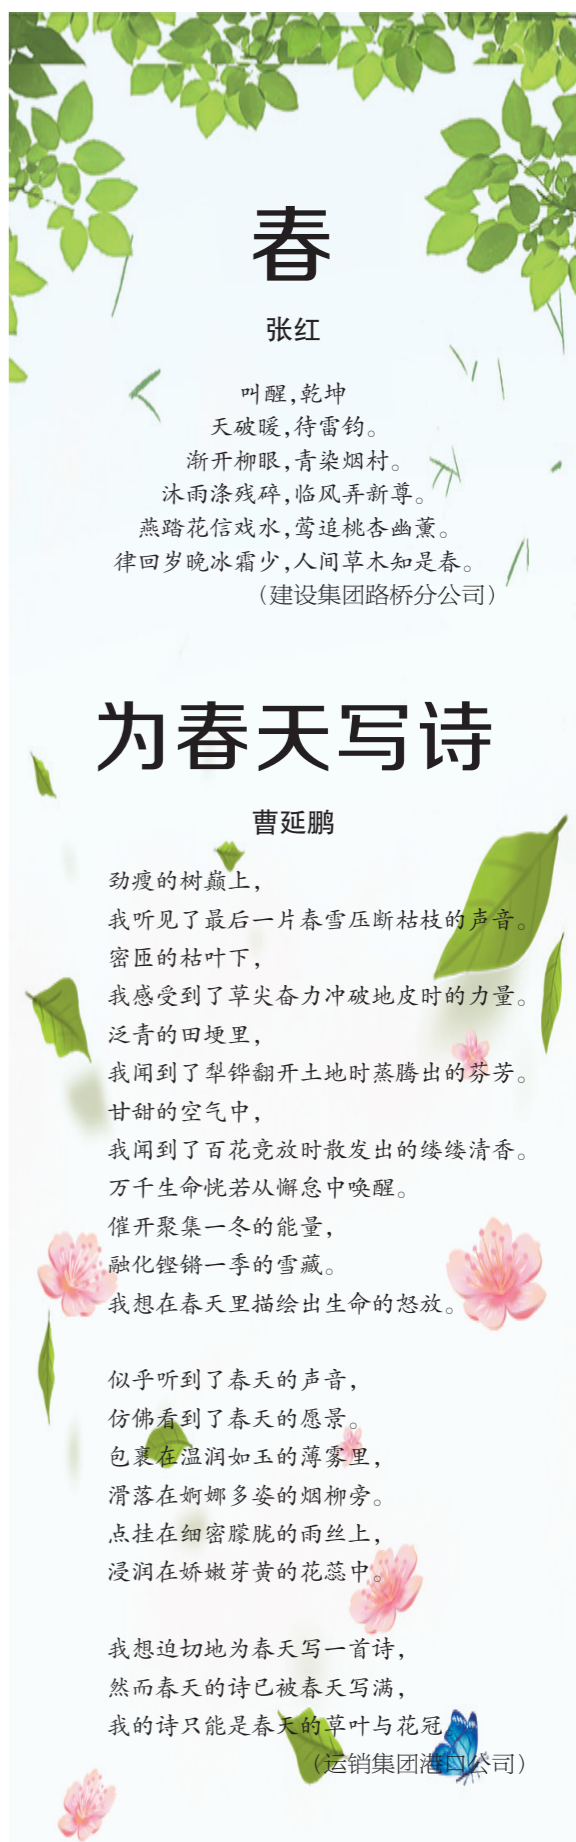 春
张红
叫醒,乾坤
天破暖,待雷钧。
渐开柳眼,青染烟村。
沐雨涤残碎,临风弄新尊。
燕踏花信戏水,莺追桃杏幽薰。
律回岁晚冰霜少,人间草木知是春。
(建设集团路桥分公司)
为春天写诗
曹延鹏
劲瘦的树巅上,
我听见了最后一片春雪压断枯枝的声音。
密匝的枯叶下,
我感受到了草尖奋力冲破地皮时的力量。
泛青的田埂里,
我闻到了犁铧翻开土地时蒸腾出的芬芳。
甘甜的空气中,
我闻到了百花竞放时散发出的缕缕清香。
万千生命恍若从懈怠中唤醒。
催开聚集一冬的能量,
融化铿锵一季的雪藏。
我想在春天里描绘出生命的怒放。
似乎听到了春天的声音,
仿佛看到了春天的愿景。
包裹在温润如玉的薄雾里,
滑落在婀娜多姿的烟柳旁。
点挂在细密朦胧的雨丝上,
浸润在娇嫩芽黄的花蕊中。
我想迫切地为春天写一首诗,
然而春天的诗已被春天写满,
我的诗只能是春天的草叶与花冠。
(运销集团港口公司)